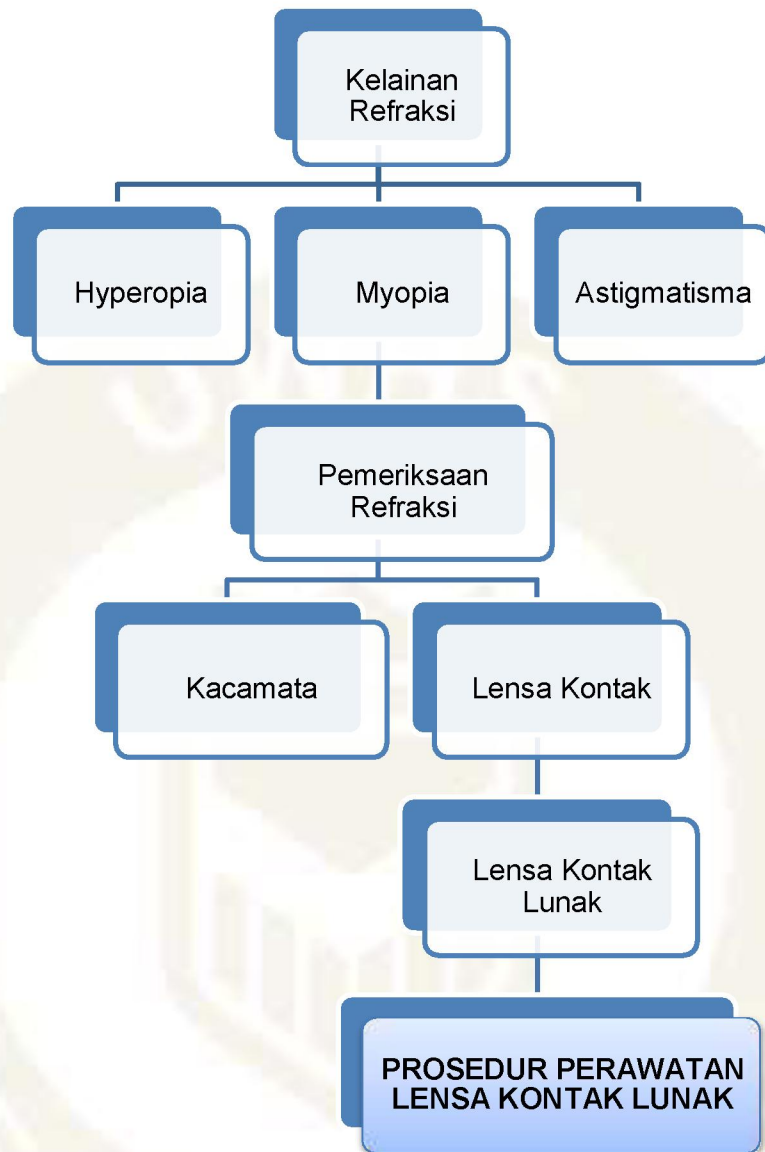 Kelainan
Refraksi
Hyperopia
Myopia
Astigmatisma
Pemeriksaan
Refraksi
Kacamata
Lensa Kontak
Lensa Kontak
Lunak
PROSEDUR PERAWATAN
LENSA KONTAK LUNAK